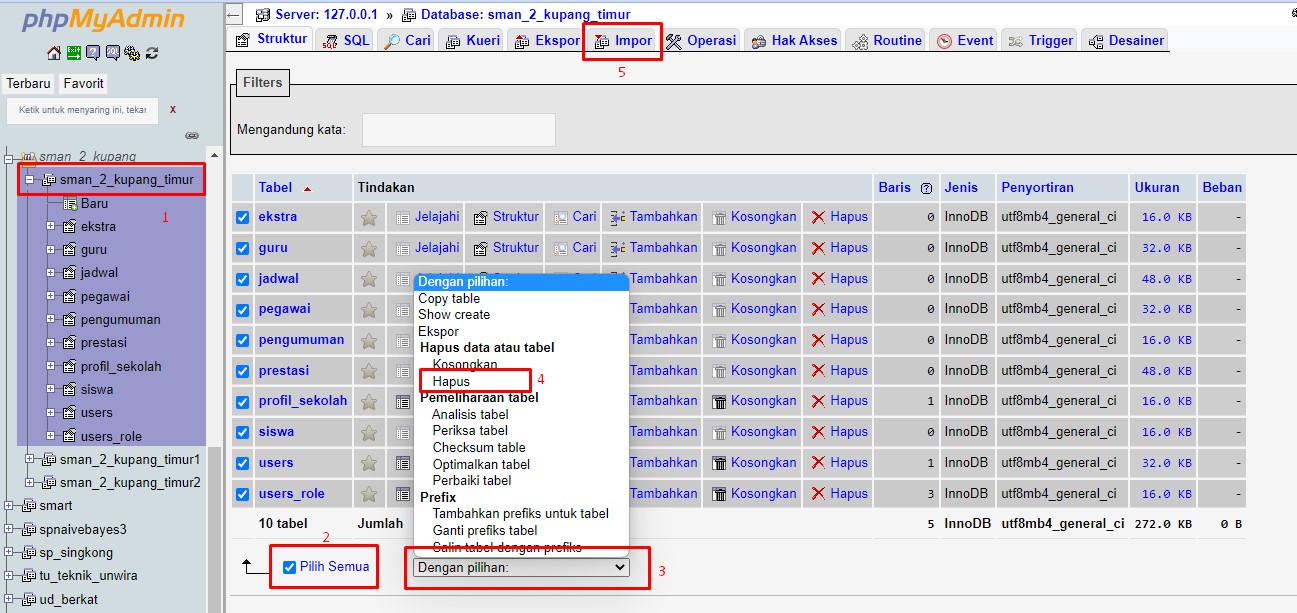 phpMyAdmin
Terbaru Favorit
Ketik untuk menyaring ini, tekan X
sman_2_kupang
sman_2_kupang_timur
Baru 1
ekstra
guru
jadwal
pegawai
pengumuman
prestasi
profil_sekolah
siswa
users
users_role
sman_2_kupang_timur1
sman_2_kupang_timur2
smart
spnaivebayes3
sp_singkong
tu_teknik_unwira
ud_berkat
Server: 127.0.0.1 » Database: sman_2_kupang_timur
Struktur SQL Cari Kueri Ekspor Impor Operasi Hak Akses Routine Event Trigger Desainer
5
Filters
Mengandung kata:
Tabel Tindakan Baris Jenis Penyortiran Ukuran Beban
ekstra Jelajahi Struktur Cari Tambahkan Kosongkan Hapus 0 InnoDB utf8mb4_general_ci 16.0 KB -
guru Jelajahi Struktur Cari Tambahkan Kosongkan Hapus 0 InnoDB utf8mb4_general_ci 32.0 KB -
jadwal Tambahkan Kosongkan Hapus 0 InnoDB utf8mb4_general_ci 48.0 KB -
pegawai Tambahkan Kosongkan Hapus 0 InnoDB utf8mb4_general_ci 32.0 KB -
pengumuman Tambahkan Kosongkan Hapus 0 InnoDB utf8mb4_general_ci 16.0 KB -
prestasi Tambahkan Kosongkan Hapus 0 InnoDB utf8mb4_general_ci 48.0 KB -
profil_sekolah Tambahkan Kosongkan Hapus 1 InnoDB utf8mb4_general_ci 16.0 KB -
siswa Tambahkan Kosongkan Hapus 0 InnoDB utf8mb4_general_ci 16.0 KB -
users Tambahkan Kosongkan Hapus 1 InnoDB utf8mb4_general_ci 32.0 KB -
users_role Tambahkan Kosongkan Hapus 3 InnoDB utf8mb4_general_ci 16.0 KB -
10 tabel Jumlah 5 InnoDB utf8mb4_general_ci 272.0 KB 0 B
Dengan pilihan:
Copy table
Show create
Ekspor
Hapus data atau tabel
Kosongkan
Hapus 4
Pemeliharaan tabel
Analisis tabel
Periksa tabel
Checksum table
Optimalkan tabel
Perbaiki tabel
Prefix
Tambahkan prefiks untuk tabel
Ganti prefiks tabel
Salin tabel dengan prefiks
2
Pilih Semua Dengan pilihan: 3